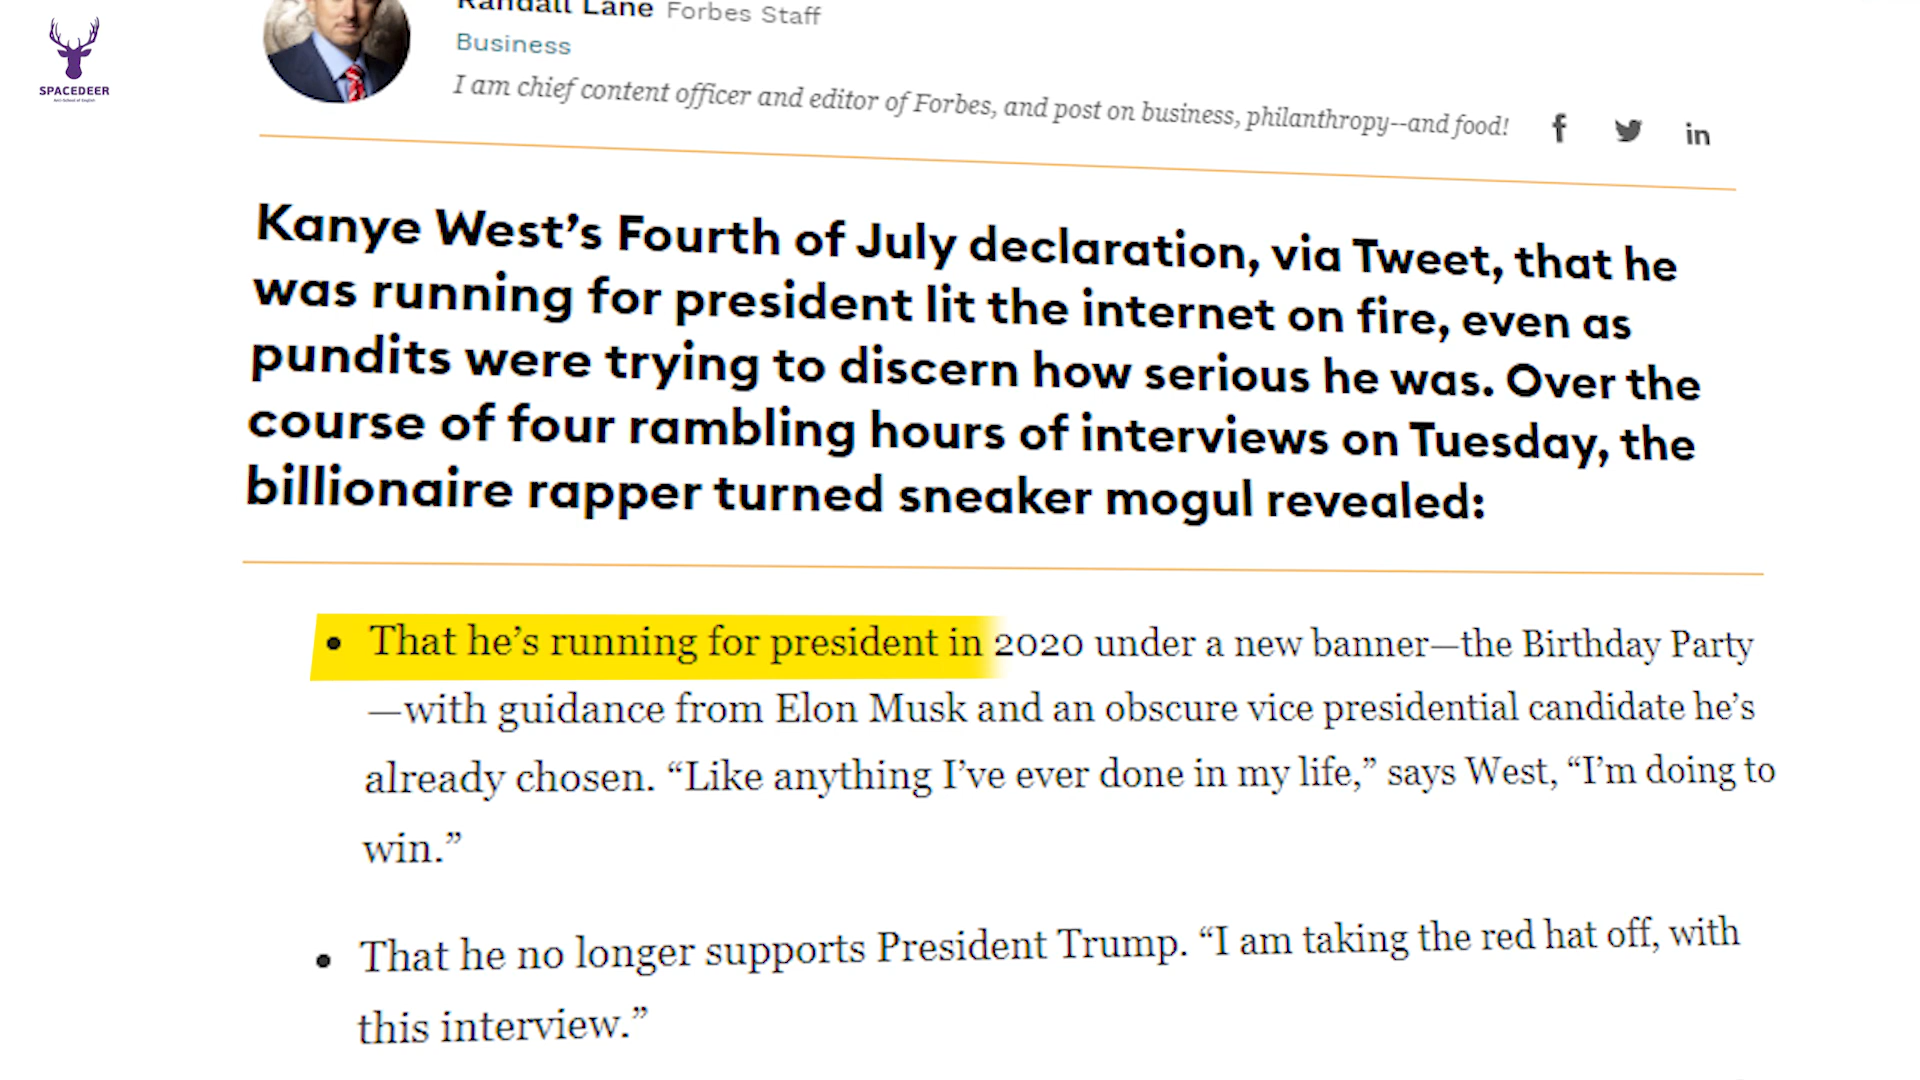 Randall Lane Forbes Staff
Business
I am chief content officer and editor of Forbes, and post on business, philanthropy--and food!
f in
SPACEDEER
Kanye West’s Fourth of July declaration, via Tweet, that he
was running for president lit the internet on fire, even as
pundits were trying to discern how serious he was. Over the
course of four rambling hours of interviews on Tuesday, the
billionaire rapper turned sneaker mogul revealed:
• That he’s running for president in 2020 under a new banner—the Birthday Party
—with guidance from Elon Musk and an obscure vice presidential candidate he’s
already chosen. “Like anything I’ve ever done in my life,” says West, “I’m doing to
win.”
• That he no longer supports President Trump. “I am taking the red hat off, with
this interview.”